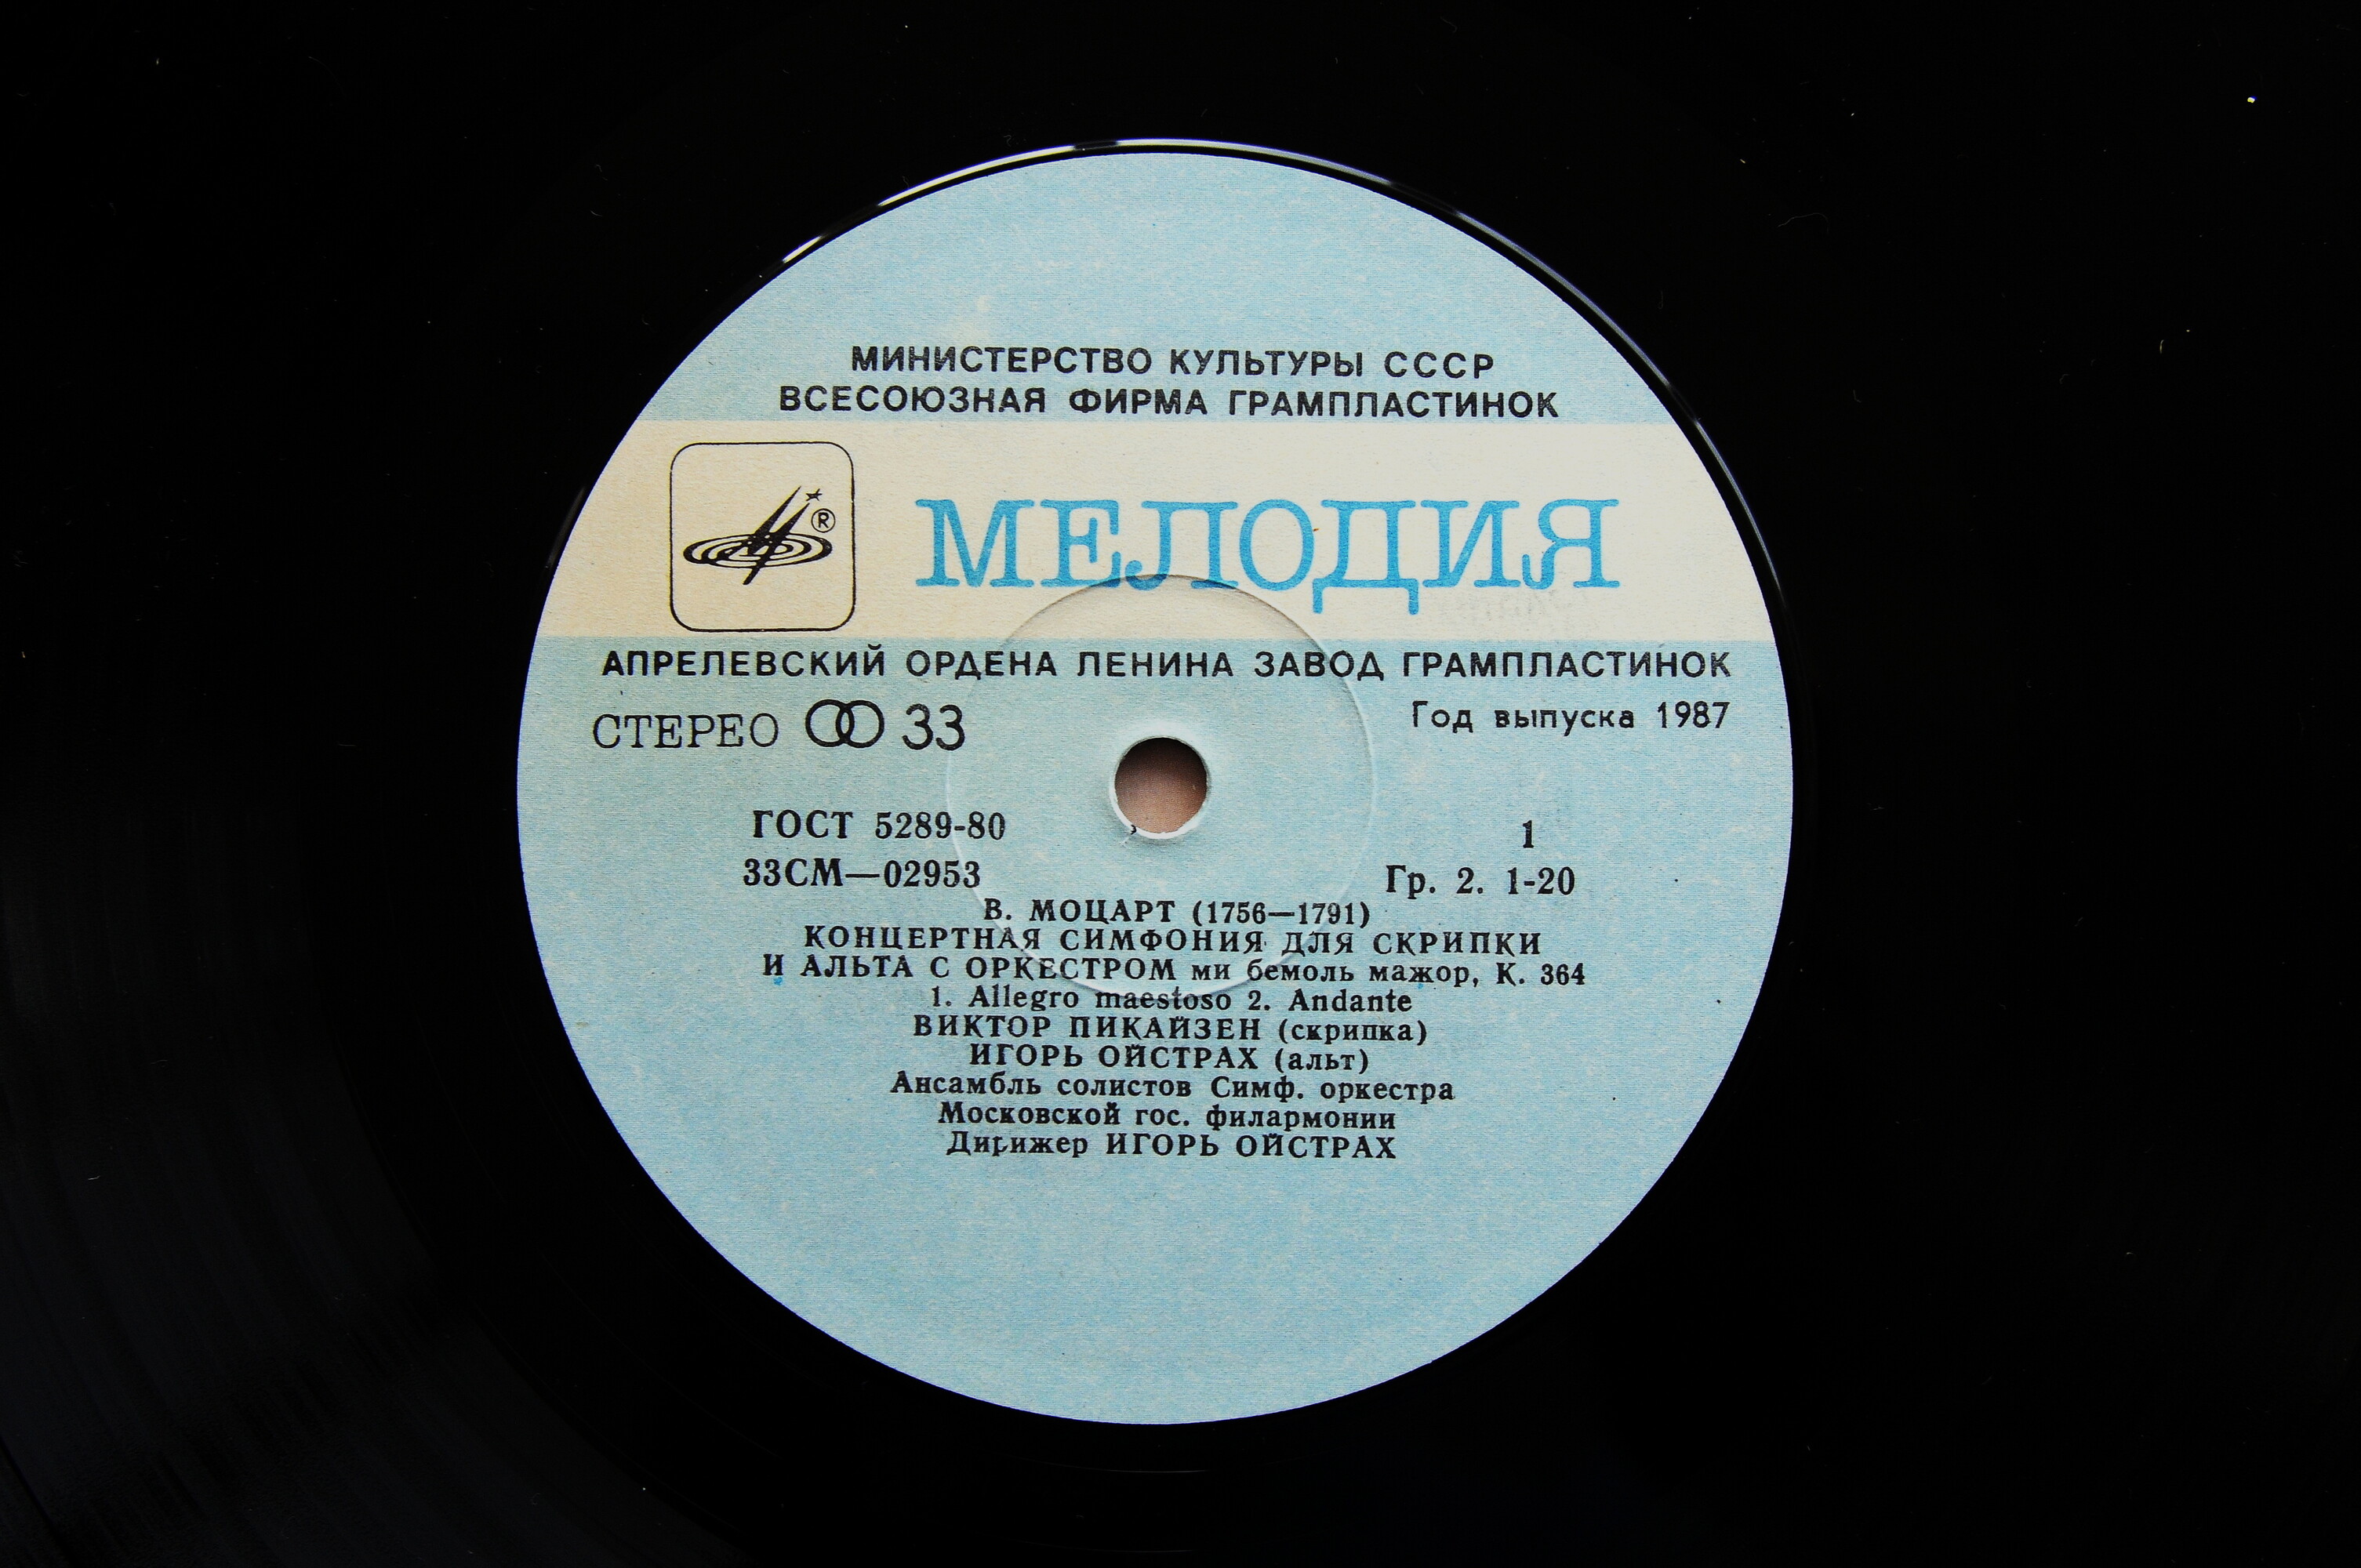 МИНИСТЕРСТВО КУЛЬТУРЫ СССР
ВСЕСОЮЗНАЯ ФИРМА ГРАМПЛАСТИНОК
®
МЕЛОДИЯ
АПРЕЛЕВСКИЙ ОРДЕНА ЛЕНИНА ЗАВОД ГРАМПЛАСТИНОК
СТЕРЕО 33
Год выпуска 1987
ГОСТ 5289-80
1
33СМ—02953
Гр. 2. 1-20
В. МОЦАРТ (1756—1791)
КОНЦЕРТНАЯ СИМФОНИЯ ДЛЯ СКРИПКИ
И АЛЬТА С ОРКЕСТРОМ ми бемоль мажор, К. 364
1. Allegro maestoso 2. Andante
ВИКТОР ПИКАЙЗЕН (скрипка)
ИГОРЬ ОЙСТРАХ (альт)
Ансамбль солистов Симф. оркестра
Московской гос. филармонии
Дирижер ИГОРЬ ОЙСТРАХ